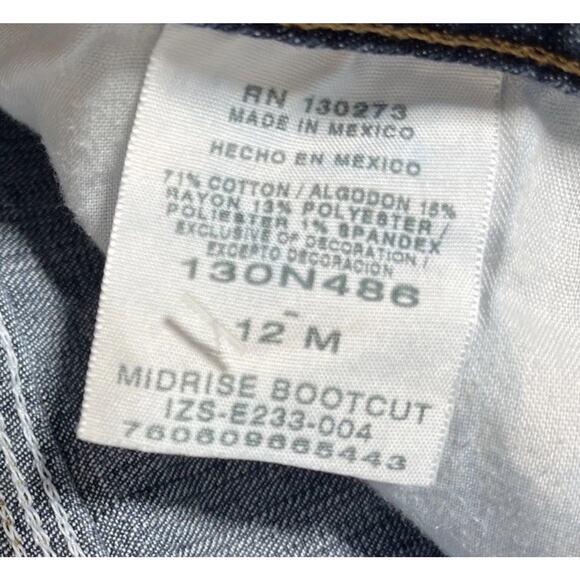 RN 130273
MADE IN MEXICO
HECHO EN MEXICO
71% COTTON / ALGODON 15%
RAYON 13% POLYESTER /
POLIESTER 1% SPANDEX
EXCLUSIVE OF DECORATION /
EXCEPTO DECORACION
130N486
-
12 M
MIDRISE BOOTCUT
IZS-E233-004
760809665443